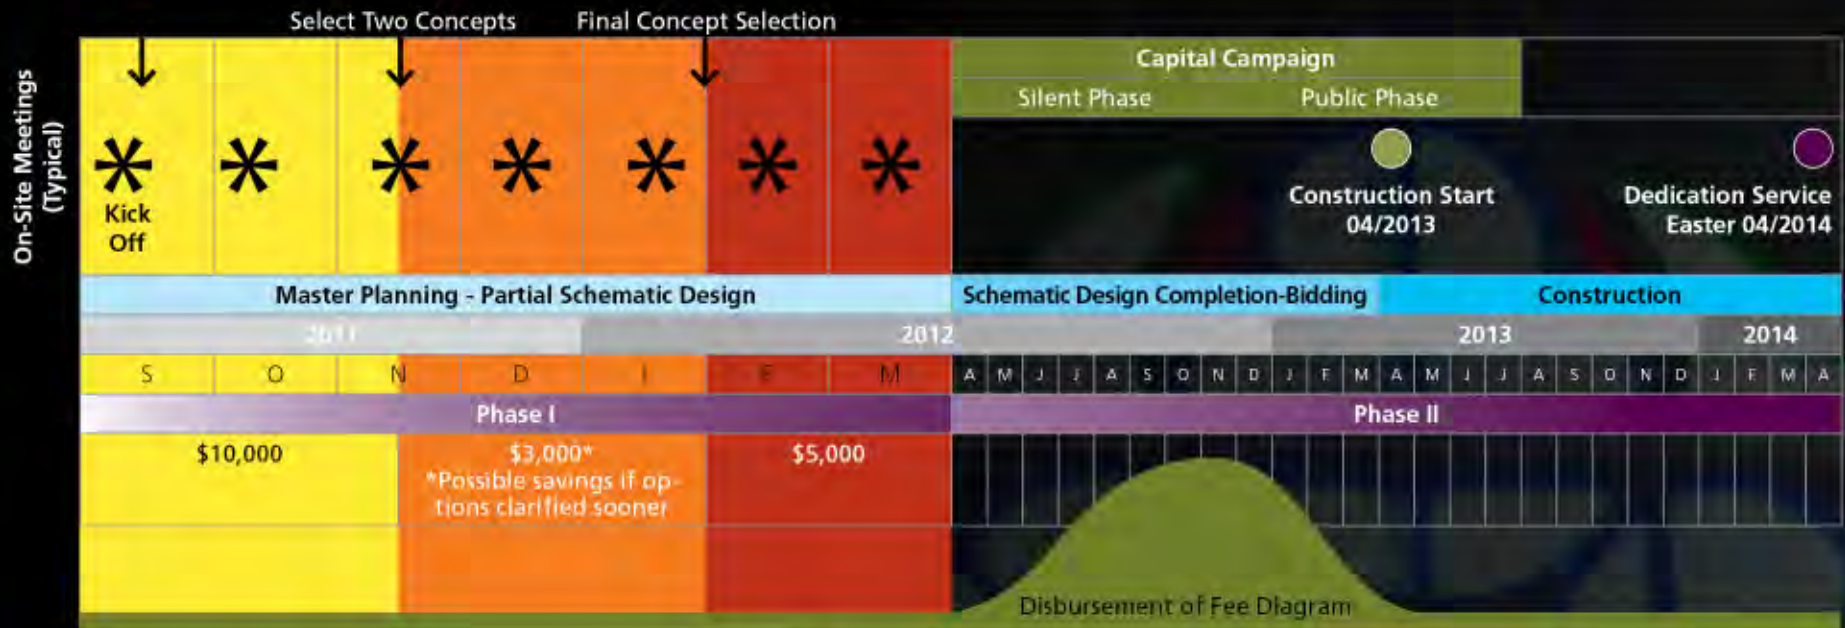 Select Two Concepts
Final Concept Selection
On-Site Meetings
(Typical)
Kick
Off
Capital Campaign
Silent Phase
Public Phase
Construction Start
04/2013
Dedication Service
Easter 04/2014
Master Planning - Partial Schematic Design
Schematic Design Completion-Bidding
Construction
2011
2012
2013
2014
S O N D J F M A M J J A S O N D J F M A M J J A S O N D J F M A
Phase I
Phase II
$10,000
$3,000*
*Possible savings if op-
tions clarified sooner
$5,000
Disbursement of Fee Diagram